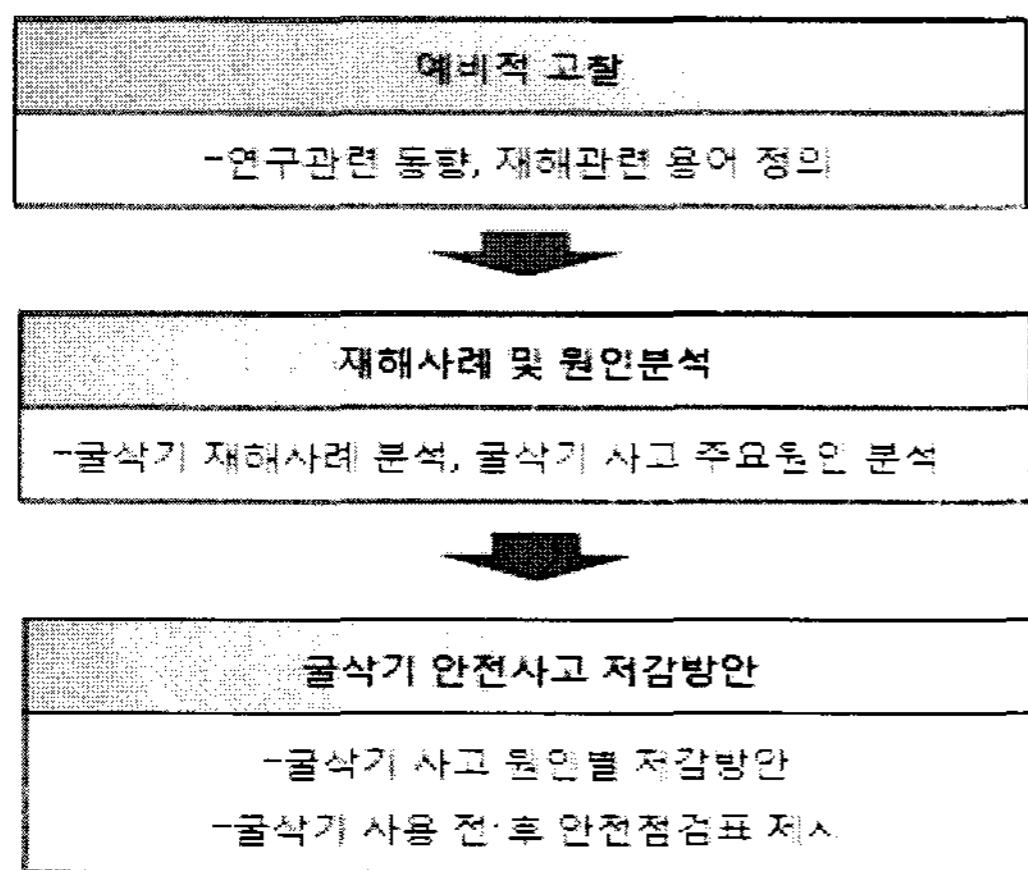 예비적 고찰
-연구관련 동향, 재해관련 용어 정의
재해사례 및 원인분석
-굴삭기 재해사례 분석, 굴삭기 사고 주요원인 분석
굴삭기 안전사고 저감방안
-굴삭기 사고 원인별 저감방안
-굴삭기 사용 전·후 안전점검표 제시